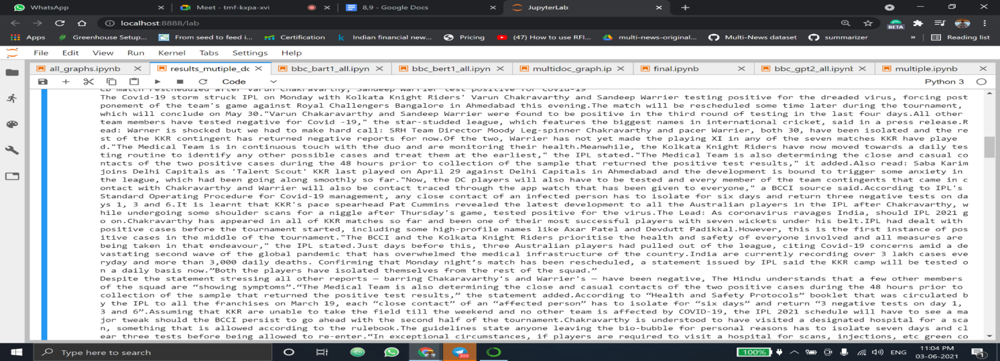 WhatsApp
Meet - tmf-kxpa-xvi
8,9 - Google Docs
JupyterLab
localhost:8888/lab
BETA
Apps
Greenhouse Setup...
From seed to feed i...
Certification
Indian financial new...
Pricing
(47) How to use RFI...
multi-news-original...
Multi-News dataset
summarizer
»
Reading list
File Edit View Run Kernel Tabs Settings Help
all_graphs.ipynb
results_mutiple_dc
bbc_bart1_all.ipyn
bbc_bert1_all.ipyn
multidoc_graph.ip
final.ipynb
bbc_gpt2_all.ipynb
multiple.ipynb
Code
Python 3
CB match rescheduled after Varun Chakravarthy, Sandeep Warrier test positive for Covid-19
The Covid-19 storm struck IPL on Monday with Kolkata Knight Riders' Varun Chakravarthy and Sandeep Warrier testing positive for the dreaded virus, forcing post
ponement of the team's game against Royal Challengers Bangalore in Ahmedabad this evening.The match will be rescheduled some time later during the tournament,
which will conclude on May 30."Varun Chakaravarthy and Sandeep Warrier were found to be positive in the third round of testing in the last four days.All other
team members have tested negative for Covid -19," the star-studded league, which features the biggest names in international cricket, said in a press release.R
ead: Warner is shocked but we had to make hard call: SRH Team Director Moody Leg-spinner Chakravarthy and pacer Warrier, both 30, have been isolated and the re
st of the KKR contingent has returned negative reports for now.Of the two, Warrier has not yet made the playing XI in any of the seven matches KKR have playe
d."The Medical Team is in continuous touch with the duo and are monitoring their health.Meanwhile, the Kolkata Knight Riders have now moved towards a daily tes
ting routine to identify any other possible cases and treat them at the earliest," the IPL stated."The Medical Team is also determining the close and casual co
ntacts of the two positive cases during the 48 hours prior to collection of the sample that returned the positive test results," it added.Also read: Saba Karim
joins Delhi Capitals as 'Talent Scout' KKR last played on April 29 against Delhi Capitals in Ahmedabad and the development is bound to trigger some anxiety in
the league, which had been going along smoothly so far."Now, the DC players will also have to be tested and every member of the team contingents that came in c
ontact with Chakravarthy and Warrier will also be contact traced through the app watch that has been given to everyone," a BCCI source said.According to IPL's
Standard Operating Procedure for Covid-19 management, any close contact of an infected person has to isolate for six days and return three negative tests on da
ys 1, 3 and 6.It is learnt that KKR's pace spearhead Pat Cummins revealed the latest development to all the Australian players in the IPL after Chakravarthy, w
hile undergoing some shoulder scans for a niggle after Thursday's game, tested positive for the virus.The Lead: As coronavirus ravages India, should IPL 2021 g
o on.Chakravarthy has appeared in all of KKR matches so far and been one of their most successful players with seven wickets under his belt.IPL had dealt with
positive cases before the tournament started, including some high-profile names like Axar Patel and Devdutt Padikkal.However, this is the first instance of pos
itive cases in the middle of the tournament."The BCCI and the Kolkata Knight Riders prioritise the health and safety of everyone involved and all measures are
being taken in that endeavour," the IPL stated.Just days before this, three Australian players had pulled out of the league, citing Covid-19 concerns amid a de
vastating second wave of the global pandemic that has overwhelmed the medical infrastructure of the country.India are currently recording over 3 lakh cases eve
ryday and more than 3,000 daily deaths. Confirming that Monday night’s match has been rescheduled, a statement issued by IPL said the KKR camp will be tested o
n a daily basis now.”Both the players have isolated themselves from the rest of the squad.”
Despite the statement stressing all other reports — barring Chakaravarthy's and Warrier's — have been negative, The Hindu understands that a few other members
of the squad are “showing symptoms”.“The Medical Team is also determining the close and casual contacts of the two positive cases during the 48 hours prior to
collection of the sample that returned the positive test results,” the statement added.According to “Health and Safety Protocols” booklet that was circulated b
y the IPL to all the franchises on March 19, each “close contact” of an “affected person” has to isolate for “six days” and return “3 negative tests on day 1,
3 and 6”.Assuming that KKR are unable to take the field till the weekend and no other team is affected by COVID-19, the IPL 2021 schedule will have to see a ma
jor tweak should the BCCI persist to go ahead with the second half of the tournament.Chakravarthy is understood to have visited a designated hospital for a sca
n, something that is allowed according to the rulebook.The guidelines state anyone leaving the bio-bubble for personal reasons has to isolate seven days and cl
ear three tests before being allowed to re-enter.“In exceptional circumstances, if players are required to visit a hospital for scans, injections, etc green co
Type here to search
309
100%
ENG
11:04 PM
03-06-2021
1